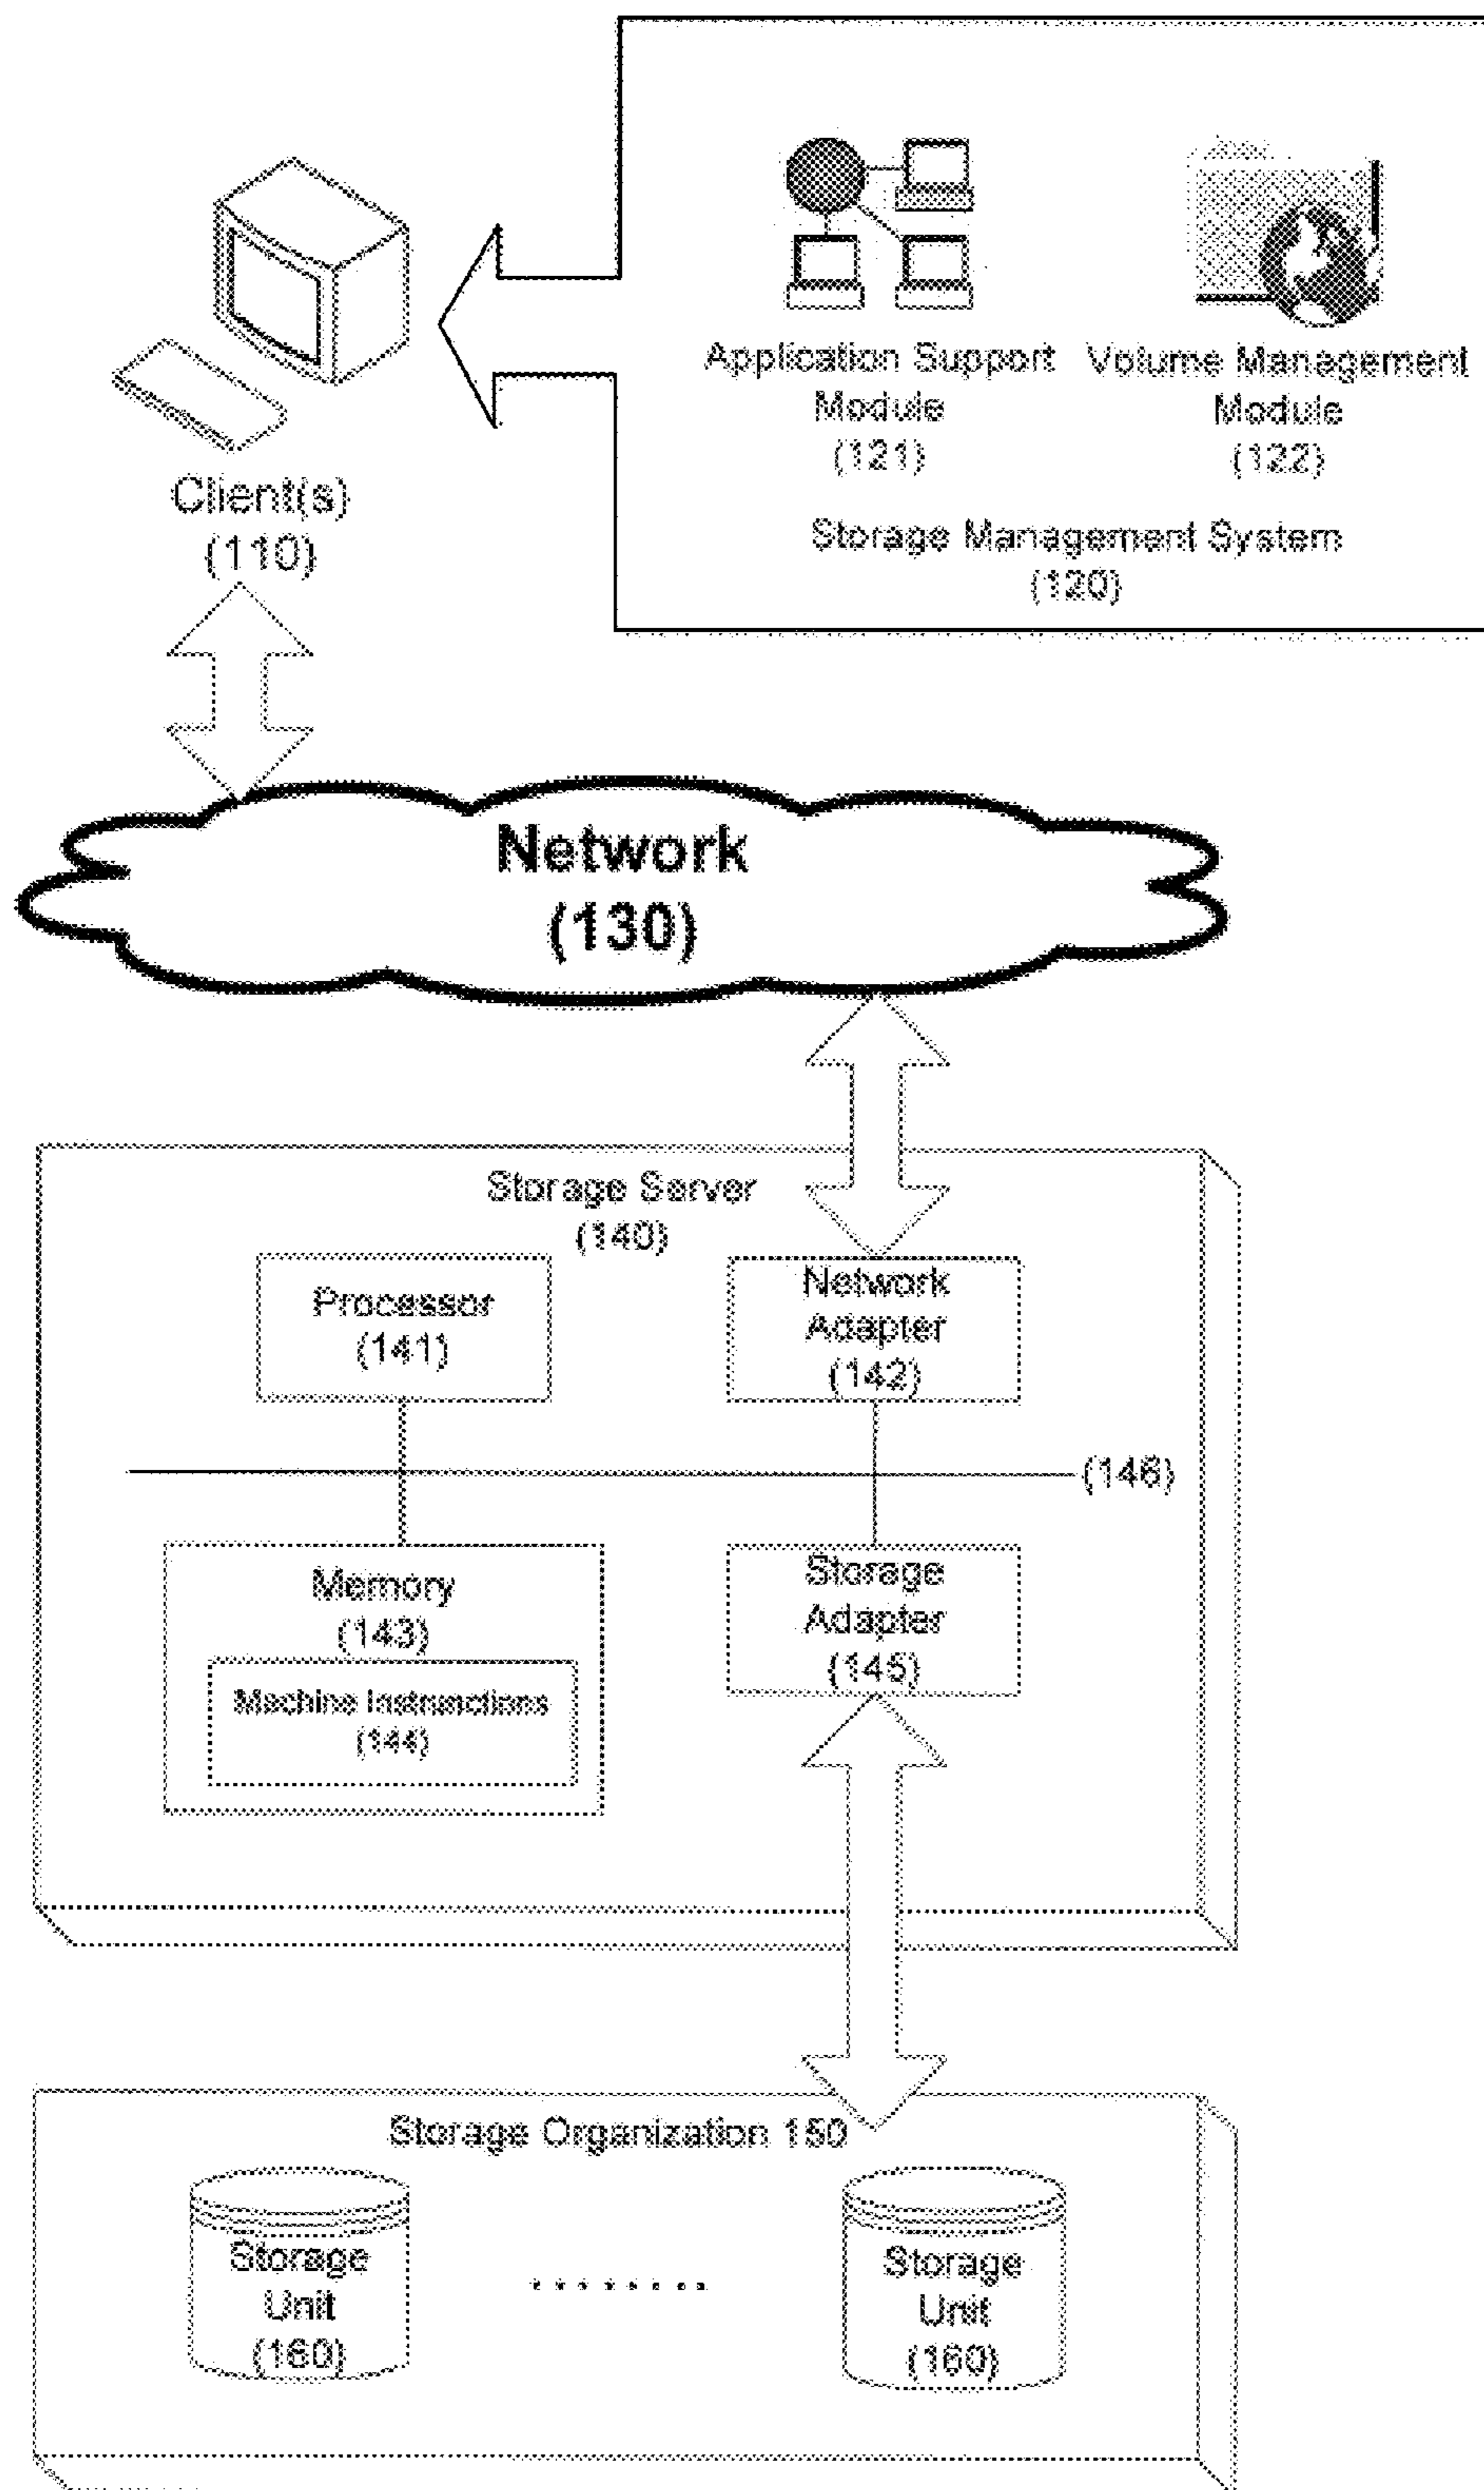 Application Support
Module
(121)
Volume Management
Module
(122)
Storage Management System
(120)
Client(s)
(110)
Network
(130)
Storage Server
(140)
Processor
(141)
Network
Adapter
(142)
(146)
Memory
(143)
Machine Instructions
(144)
Storage
Adapter
(145)
Storage Organization 150
Storage
Unit
(160)
Storage
Unit
(160)